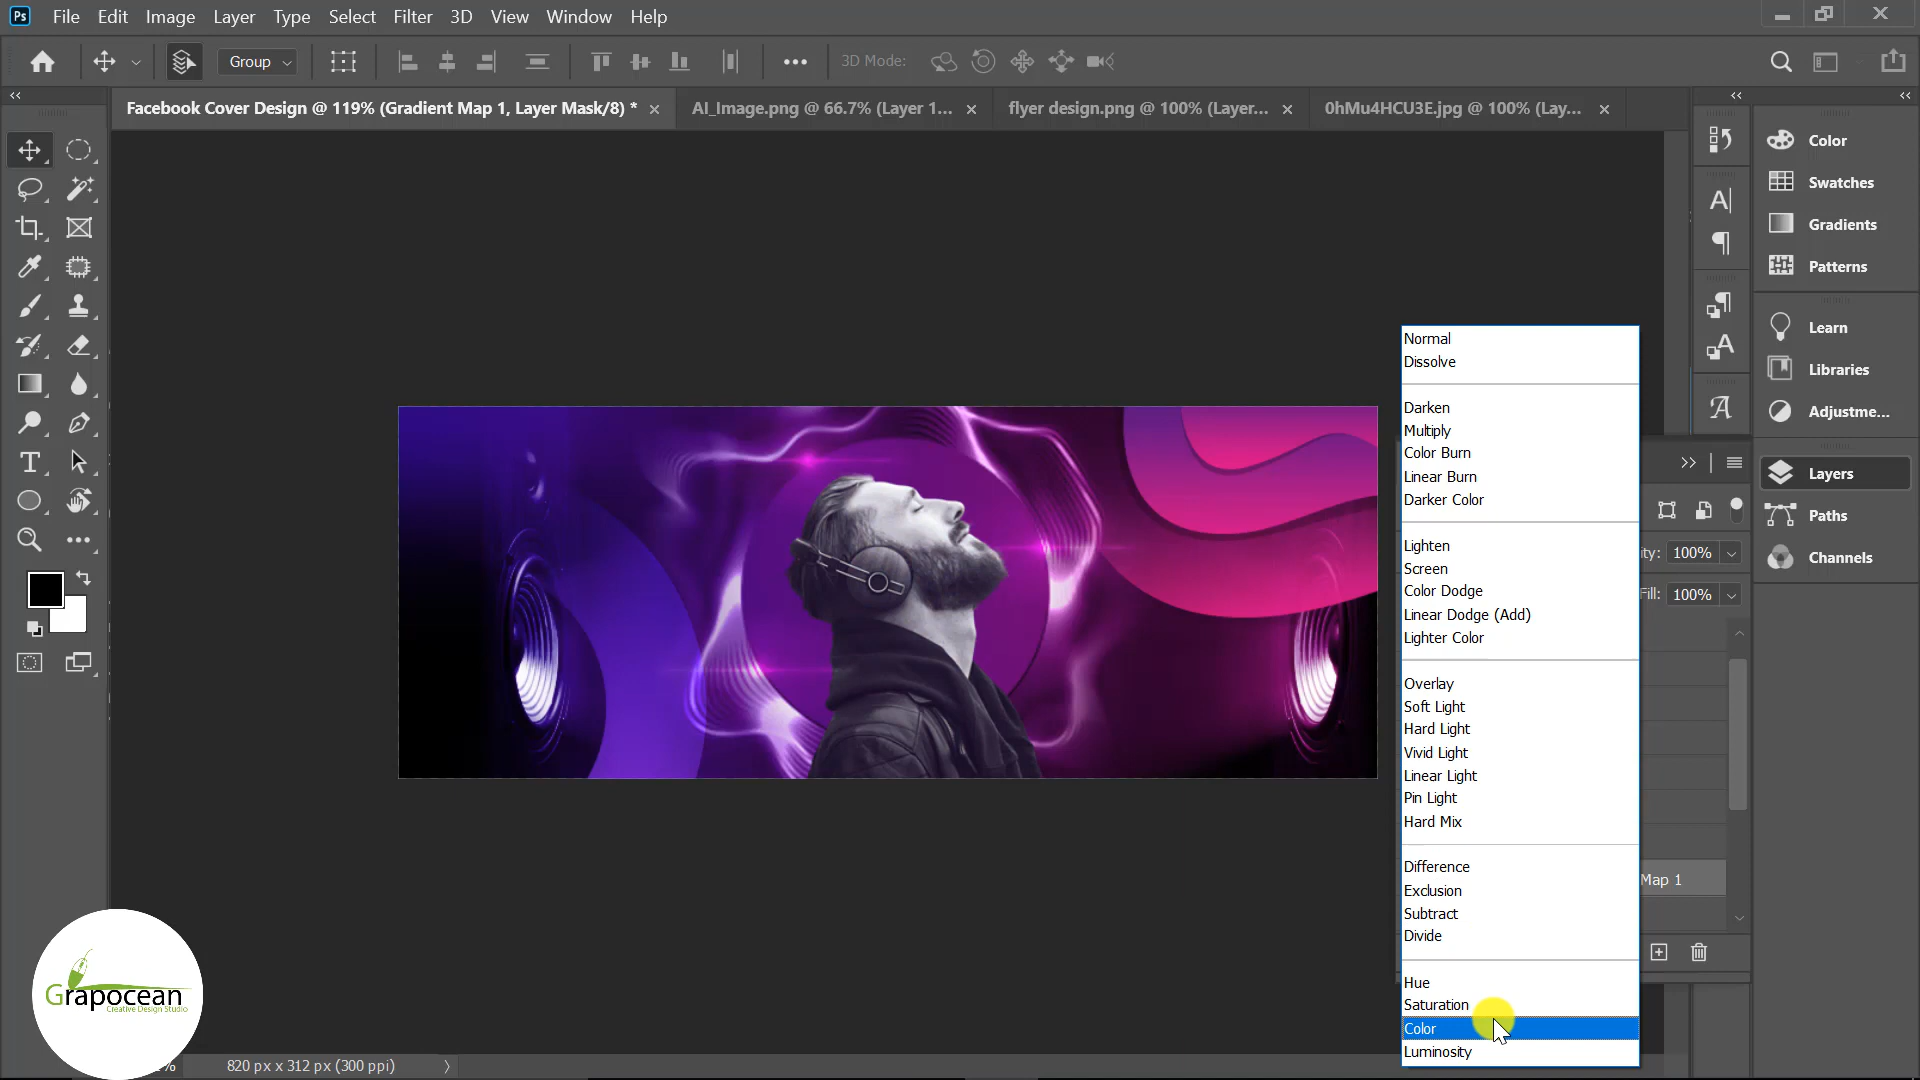 Ps File Edit Image Layer Type Select Filter 3D View Window Help
Group 3D Mode:
Facebook Cover Design @ 119% (Gradient Map 1, Layer Mask/8) * AI_Image.png @ 66.7% (Layer 1... flyer design.png @ 100% (Layer... 0hMu4HCU3E.jpg @ 100% (Lay...
Color
Swatches
Gradients
Patterns
Learn
Libraries
Adjustme...
Layers
Paths
Channels
Normal
Dissolve
Darken
Multiply
Color Burn
Linear Burn
Darker Color
Lighten
Screen
Color Dodge
Linear Dodge (Add)
Lighter Color
Overlay
Soft Light
Hard Light
Vivid Light
Linear Light
Pin Light
Hard Mix
Difference
Exclusion
Subtract
Divide
Hue
Saturation
Color
Luminosity
ity: 100%
Fill: 100%
Map 1
Grapocean
Creative Design Studio
% 820 px x 312 px (300 ppi)